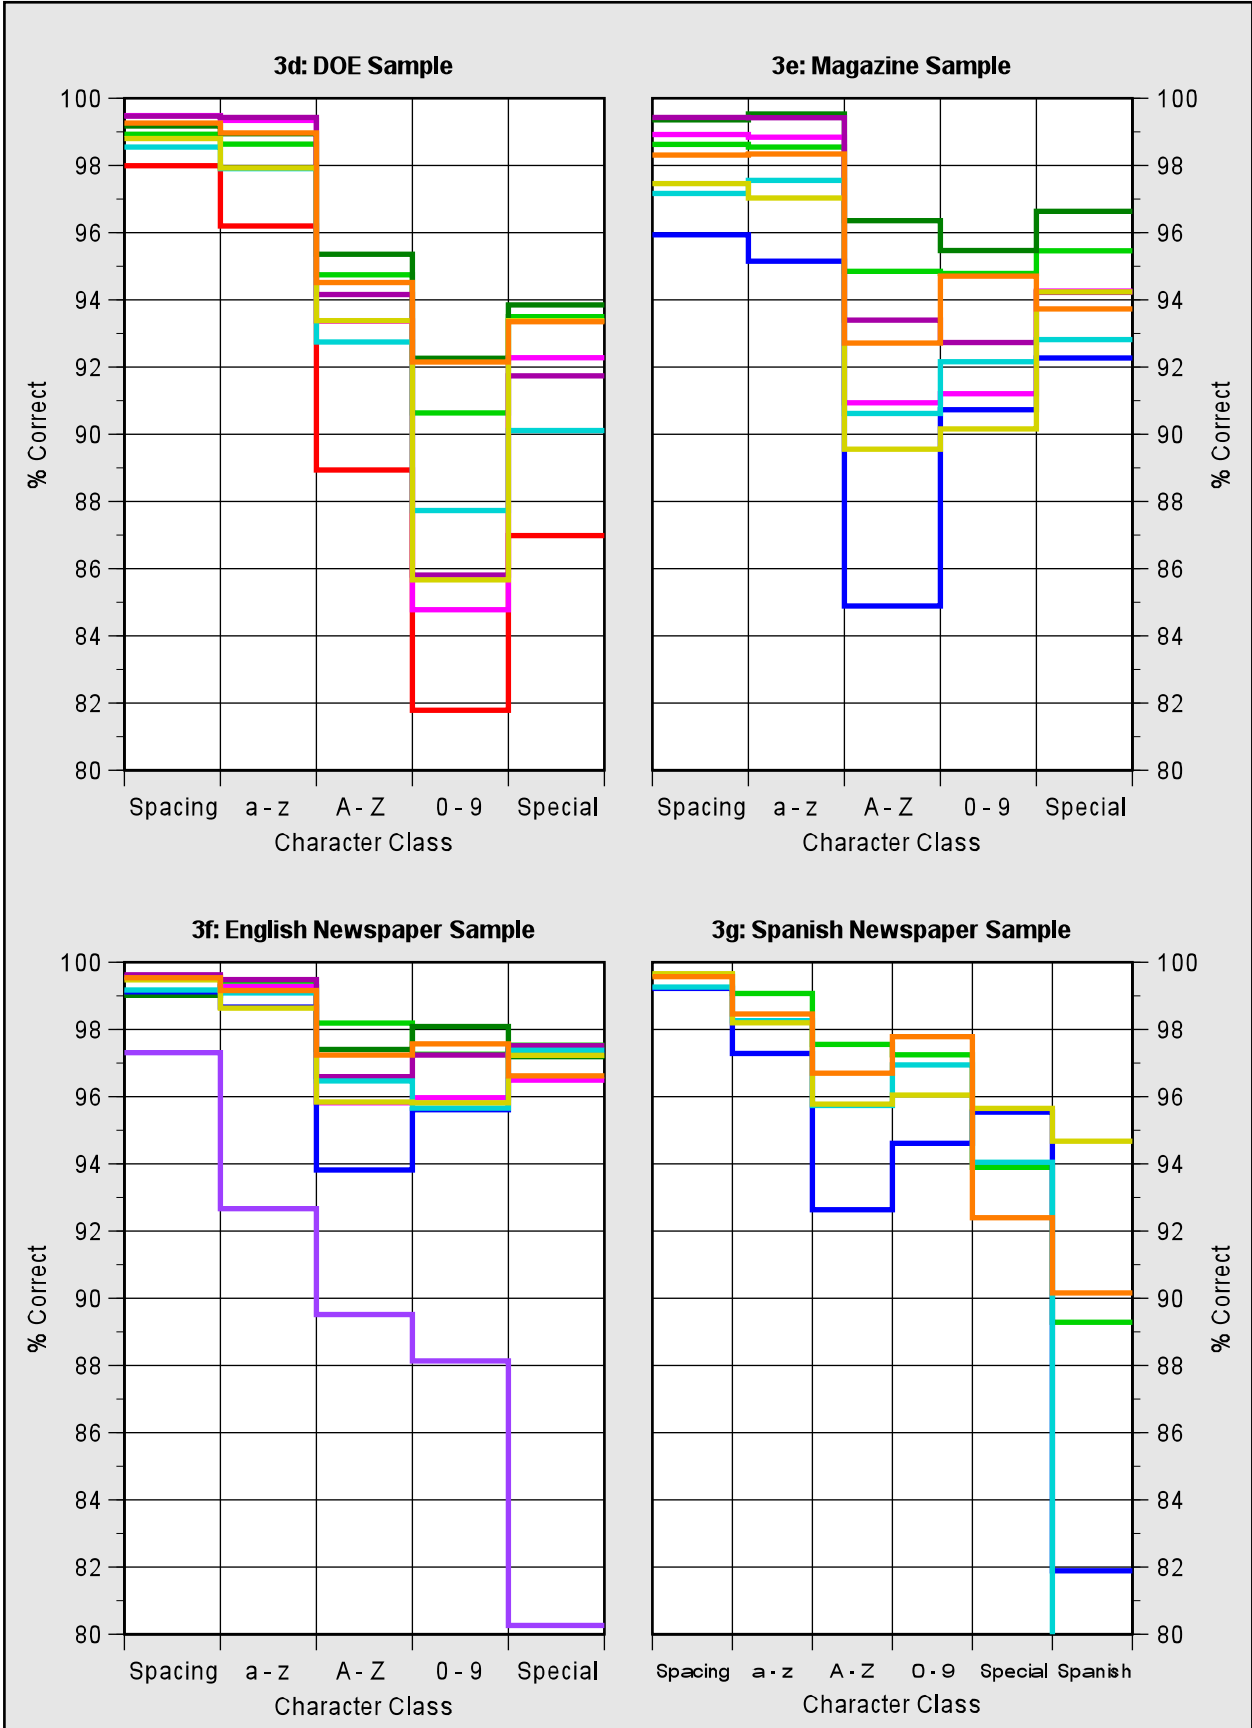 3d: DOE Sample
100
98
96
94
92
90
88
86
84
82
80
% Correct
Spacing a - z A - Z 0 - 9 Special
Character Class
3e: Magazine Sample
100
98
96
94
92
90
88
86
84
82
80
% Correct
Spacing a - z A - Z 0 - 9 Special
Character Class
3f: English Newspaper Sample
100
98
96
94
92
90
88
86
84
82
80
% Correct
Spacing a - z A - Z 0 - 9 Special
Character Class
3g: Spanish Newspaper Sample
100
98
96
94
92
90
88
86
84
82
80
% Correct
Spacing a - z A - Z 0 - 9 Special Spanish
Character Class